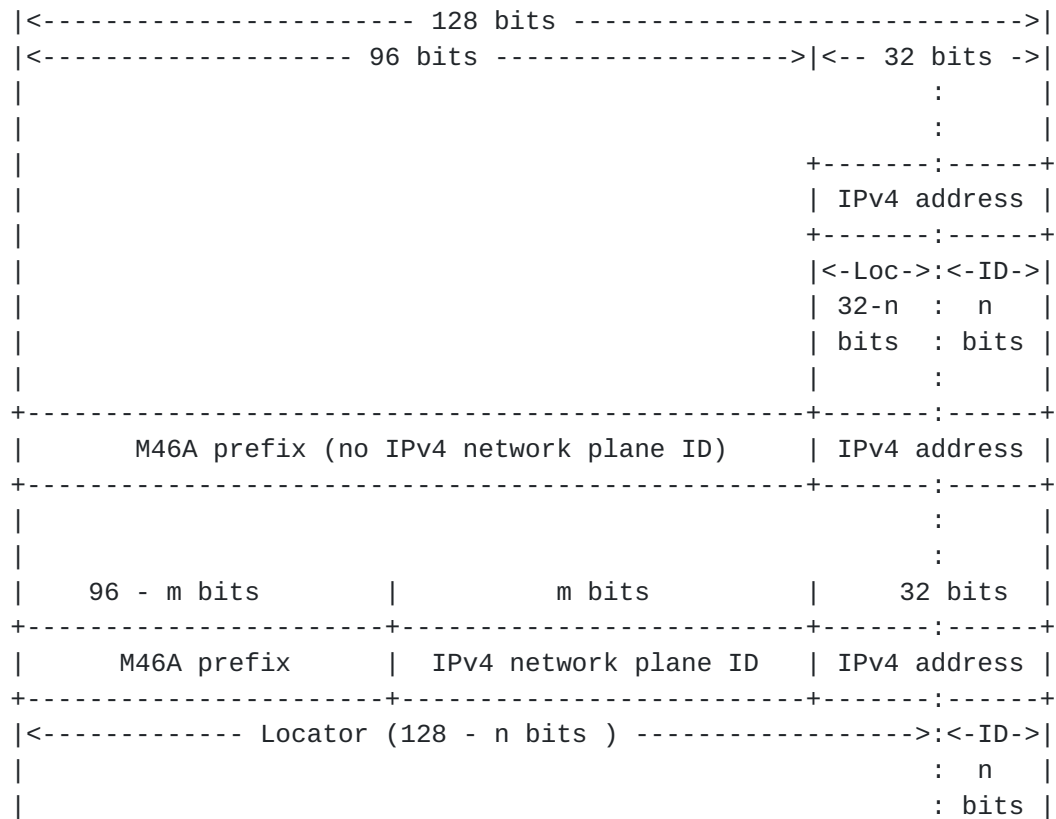 |<----------------------- 128 bits ----------------------------->|
|<-------------------- 96 bits ------------------->|<-- 32 bits ->|
| : |
| : |
| +-------:------+
| | IPv4 address |
| +-------:------+
| |<-Loc->:<-ID->|
| | 32-n : n |
| | bits : bits |
| | : |
+--------------------------------------------------+-------:------+
| M46A prefix (no IPv4 network plane ID) | IPv4 address |
+--------------------------------------------------+-------:------+
| : |
| : |
| 96 - m bits | m bits | 32 bits |
+-----------------------+--------------------------+-------:------+
| M46A prefix | IPv4 network plane ID | IPv4 address |
+-----------------------+--------------------------+-------:------+
|<------------- Locator (128 - n bits ) ------------------>:<-ID->|
| : n |
| : bits |